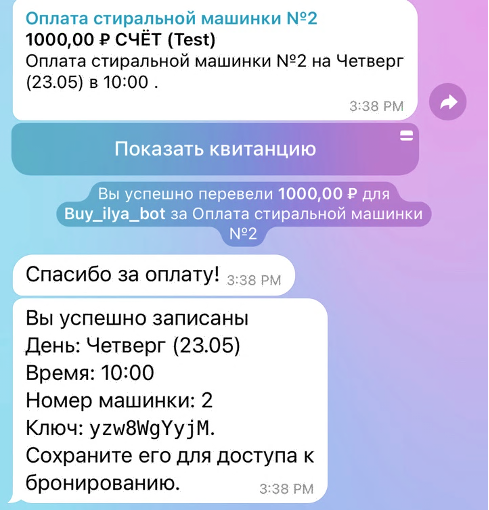 Оплата стиральной машинки №2
1000,00 ₽ СЧЁТ (Test)
Оплата стиральной машинки №2 на Четверг
(23.05) в 10:00 .
3:38 PM
Показать квитанцию
Вы успешно перевели 1000,00 ₽ для
Buy_ilya_bot за Оплата стиральной машинки
№2
Спасибо за оплату! 3:38 PM
Вы успешно записаны
День: Четверг (23.05)
Время: 10:00
Номер машинки: 2
Ключ: yzw8WgYyjM.
Сохраните его для доступа к
бронированию. 3:38 PM